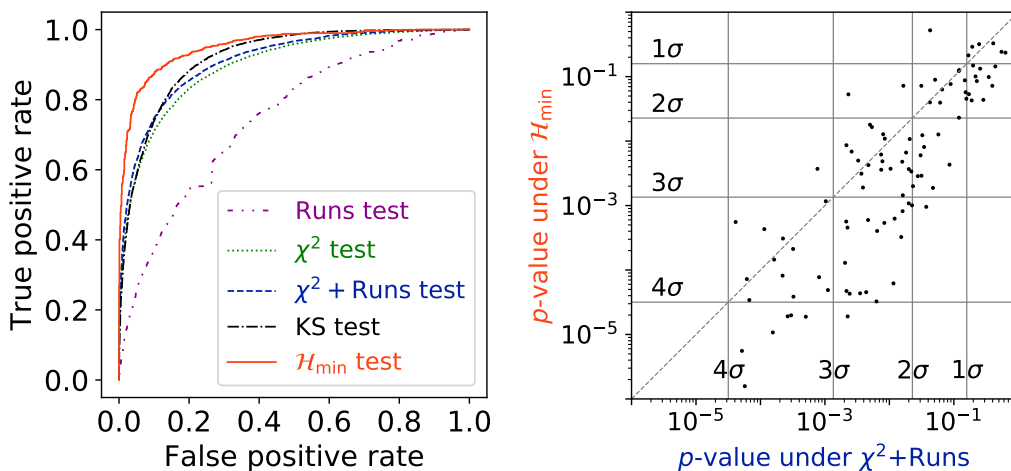 1.0
0.8
0.6
0.4
0.2
0.0
True positive rate
0.0 0.2 0.4 0.6 0.8 1.0
False positive rate
Runs test
χ² test
χ² + Runs test
KS test
ℋ_min test
p-value under ℋ_min
10⁻¹
10⁻³
10⁻⁵
1σ
2σ
3σ
4σ
4σ 3σ 2σ 1σ
10⁻⁵ 10⁻³ 10⁻¹
p-value under χ²+Runs